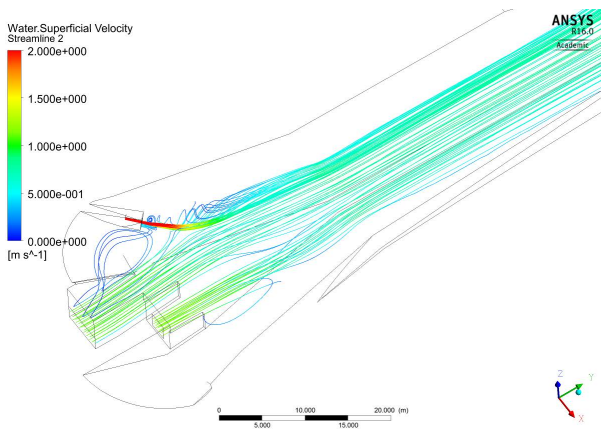 Water.Superficial Velocity
Streamline 2
2.000e+000
1.500e+000
1.000e+000
5.000e-001
0.000e+000
[m s^-1]
ANSYS
R16.0
Academic
0 10.000 20.000 (m)
5.000 15.000
Z
Y
X